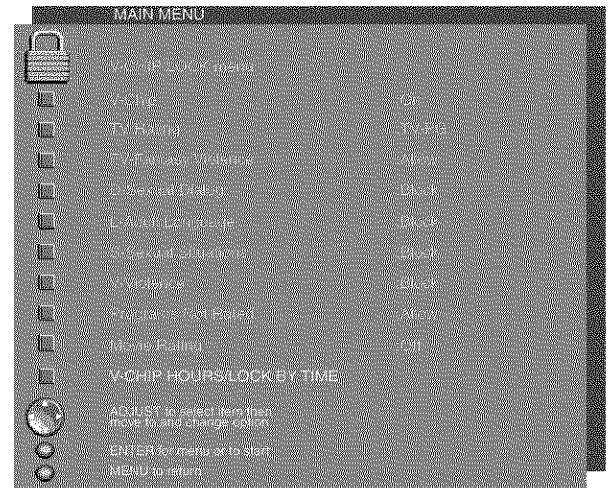 MAIN MENU
V-CHIP LOCK menu
V-Chip On
TV Rating TV-PG
FV-Fantasy Violence Allow
D-Sexual Dialog Block
L-Adult Language Block
S-Sexual Situations Block
V-Violence Block
Programs Not Rated Allow
Movie Rating Off
V-CHIP HOURS/LOCK BY TIME
ADJUST to select item then
move to and change option
ENTER for menu or to start
MENU to return